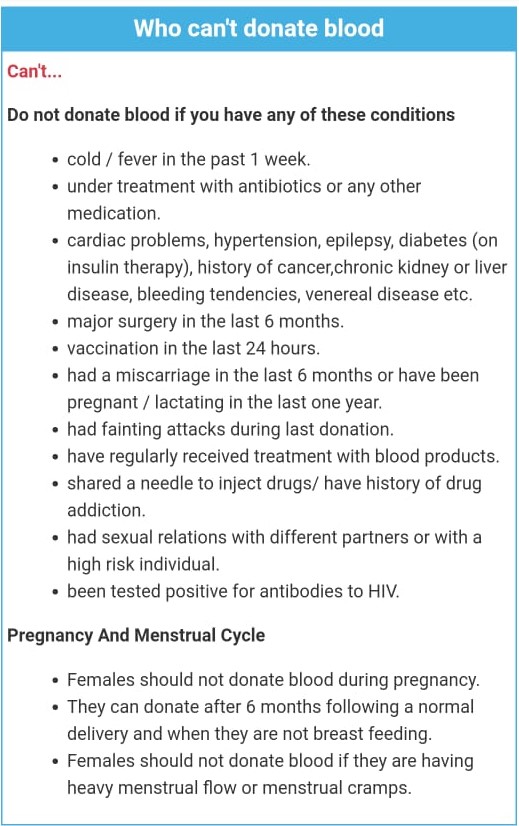 Who can't donate blood
Can't...
Do not donate blood if you have any of these conditions
• cold / fever in the past 1 week.
• under treatment with antibiotics or any other
medication.
• cardiac problems, hypertension, epilepsy, diabetes (on
insulin therapy), history of cancer,chronic kidney or liver
disease, bleeding tendencies, venereal disease etc.
• major surgery in the last 6 months.
• vaccination in the last 24 hours.
• had a miscarriage in the last 6 months or have been
pregnant / lactating in the last one year.
• had fainting attacks during last donation.
• have regularly received treatment with blood products.
• shared a needle to inject drugs/ have history of drug
addiction.
• had sexual relations with different partners or with a
high risk individual.
• been tested positive for antibodies to HIV.
Pregnancy And Menstrual Cycle
• Females should not donate blood during pregnancy.
• They can donate after 6 months following a normal
delivery and when they are not breast feeding.
• Females should not donate blood if they are having
heavy menstrual flow or menstrual cramps.